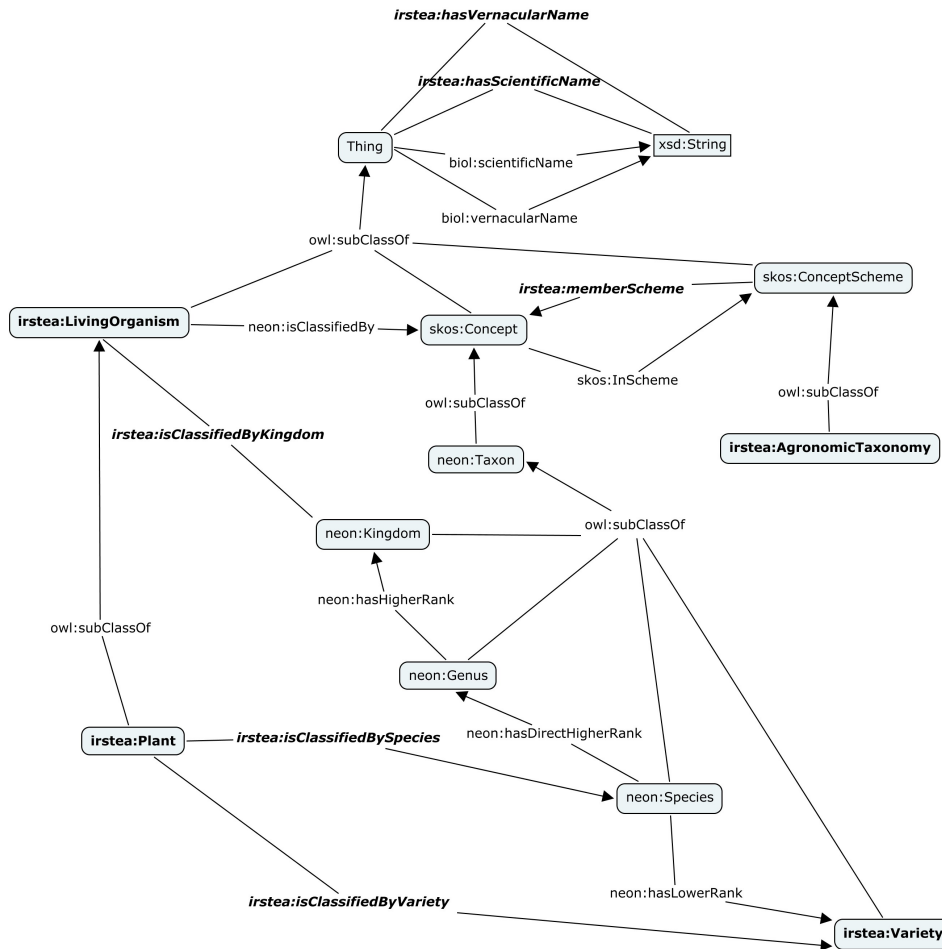 irstea:hasVernacularName
irstea:hasScientificName
Thing
xsd:String
biol:scientificName
biol:vernacularName
owl:subClassOf
skos:ConceptScheme
irstea:memberScheme
irstea:LivingOrganism
neon:isClassifiedBy
skos:Concept
skos:InScheme
owl:subClassOf
owl:subClassOf
irstea:isClassifiedByKingdom
irstea:AgronomicTaxonomy
neon:Taxon
neon:Kingdom
owl:subClassOf
neon:hasHigherRank
owl:subClassOf
neon:Genus
irstea:Plant
irstea:isClassifiedBySpecies
neon:hasDirectHigherRank
neon:Species
neon:hasLowerRank
irstea:isClassifiedByVariety
irstea:Variety